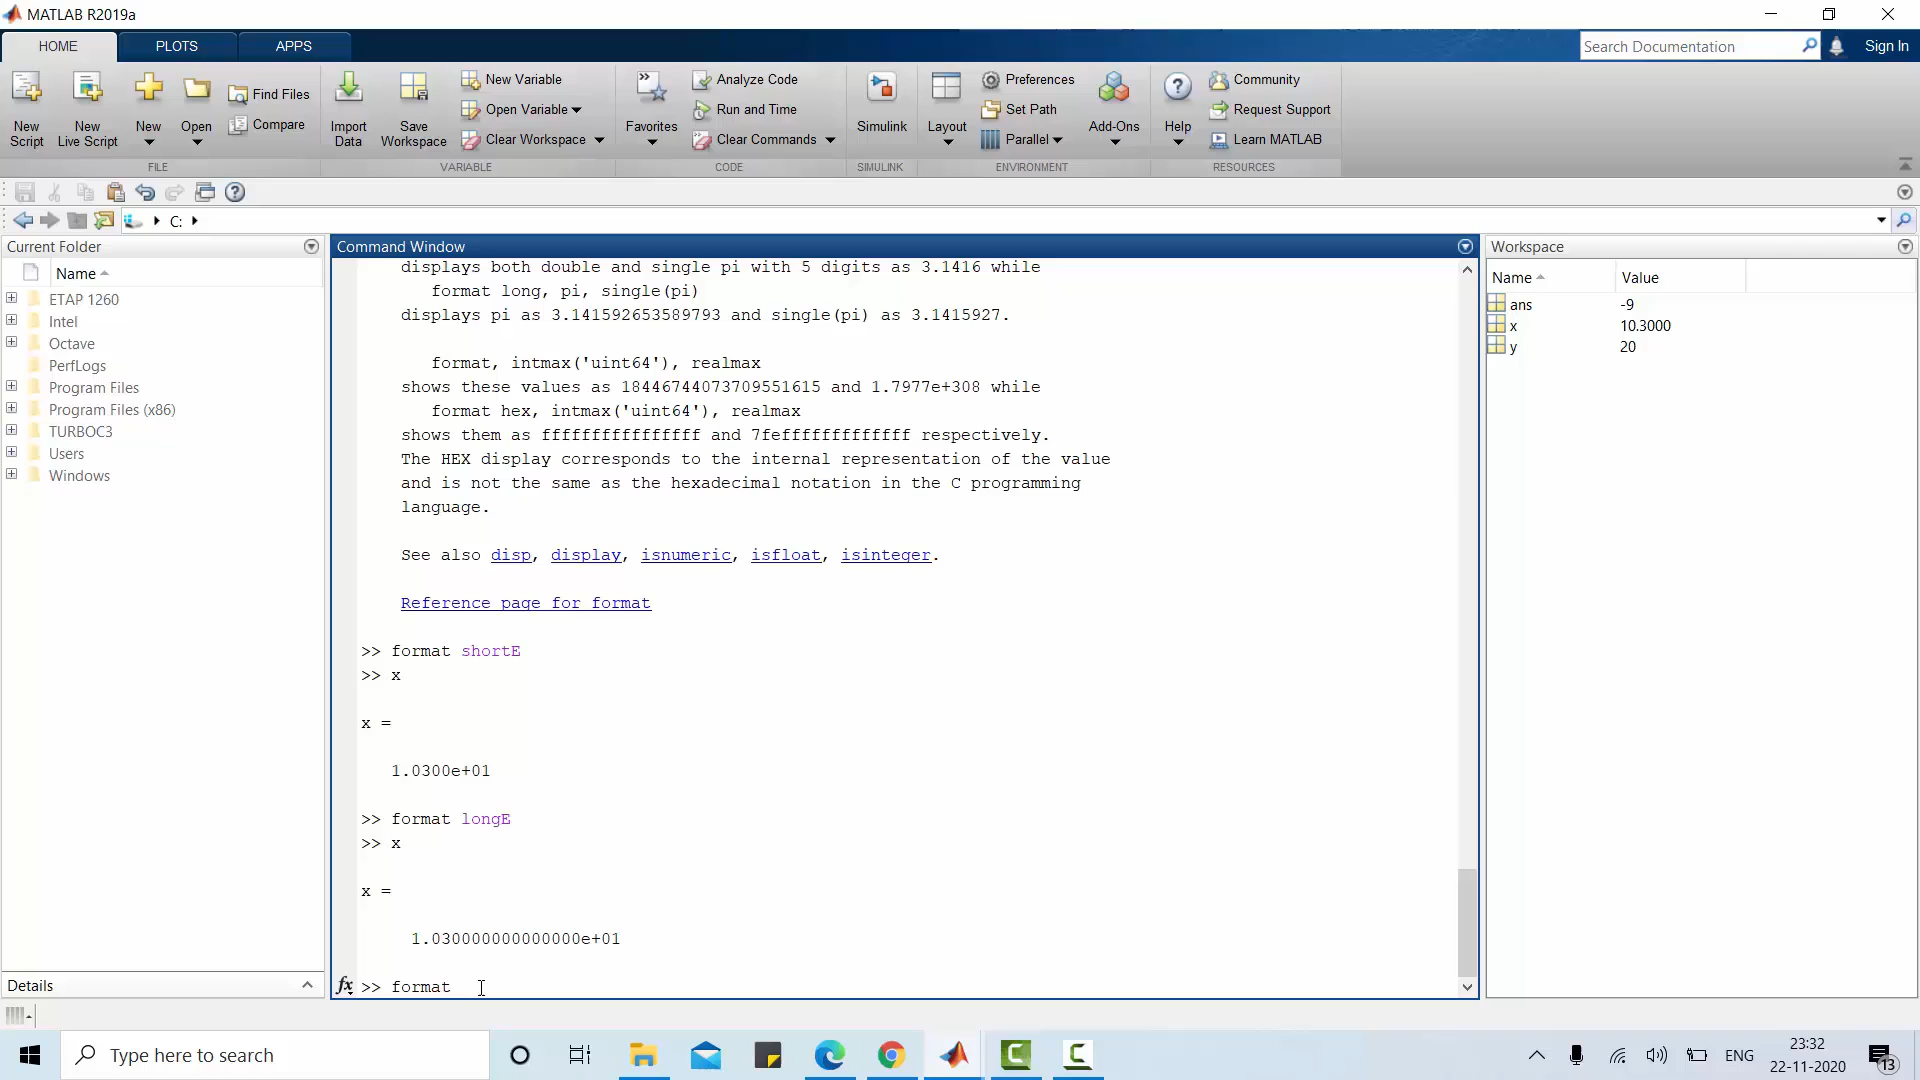 MATLAB R2019a
HOME PLOTS APPS
Search Documentation
Sign In
New Script
New Live Script
New
Open
Find Files
Compare
FILE
Import Data
Save Workspace
New Variable
Open Variable
Clear Workspace
VARIABLE
Favorites
Analyze Code
Run and Time
Clear Commands
CODE
Simulink
SIMULINK
Layout
Preferences
Set Path
Parallel
Add-Ons
ENVIRONMENT
Help
Community
Request Support
Learn MATLAB
RESOURCES
C:
Current Folder
Name
ETAP 1260
Intel
Octave
PerfLogs
Program Files
Program Files (x86)
TURBOC3
Users
Windows
Details
Command Window
displays both double and single pi with 5 digits as 3.1416 while
format long, pi, single(pi)
displays pi as 3.141592653589793 and single(pi) as 3.1415927.
format, intmax('uint64'), realmax
shows these values as 18446744073709551615 and 1.7977e+308 while
format hex, intmax('uint64'), realmax
shows them as ffffffffffffffff and 7fefffffffffffff respectively.
The HEX display corresponds to the internal representation of the value
and is not the same as the hexadecimal notation in the C programming
language.
See also disp, display, isnumeric, isfloat, isinteger.
Reference page for format
>> format shortE
>> x
x =
1.0300e+01
>> format longE
>> x
x =
1.030000000000000e+01
fx >> format
Workspace
Name Value
ans -9
x 10.3000
y 20
Type here to search
ENG
23:32
22-11-2020
13